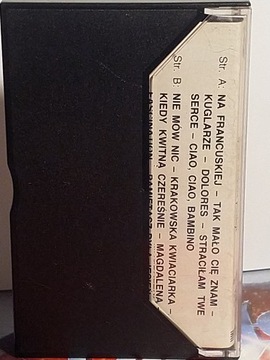 Str. A: NA FRANCUSKIEJ – TAK MAŁO CIĘ ZNAM –
KUGLARZE – DOLORES – STRACIŁAM TWE
SERCE – CIAO, CIAO, BAMBINO
Str. B: NIE MÓW NIC – KRAKOWSKA KWIACIARKA –
KIEDY KWITNĄ CZEREŚNIE – MAGDALENA